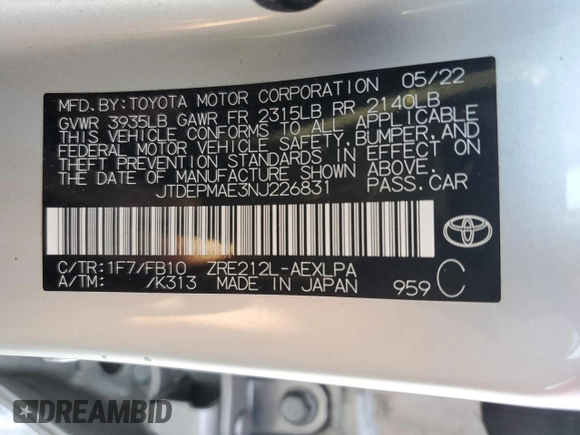 MFD.BY:TOYOTA MOTOR CORPORATION 05/22
GVWR 3935LB GAWR FR 2315LB RR 2140LB
THIS VEHICLE CONFORMS TO ALL APPLICABLE
FEDERAL MOTOR VEHICLE SAFETY,BUMPER,AND
THEFT PREVENTION STANDARDS IN EFFECT ON
THE DATE OF MANUFACTURE SHOWN ABOVE.
JTDEPMAE3NJ226831 PASS.CAR
C/TR:1F7/FB10 ZRE212L-AEXLPA
A/TM: /K313 MADE IN JAPAN 959 C
DREAMBID